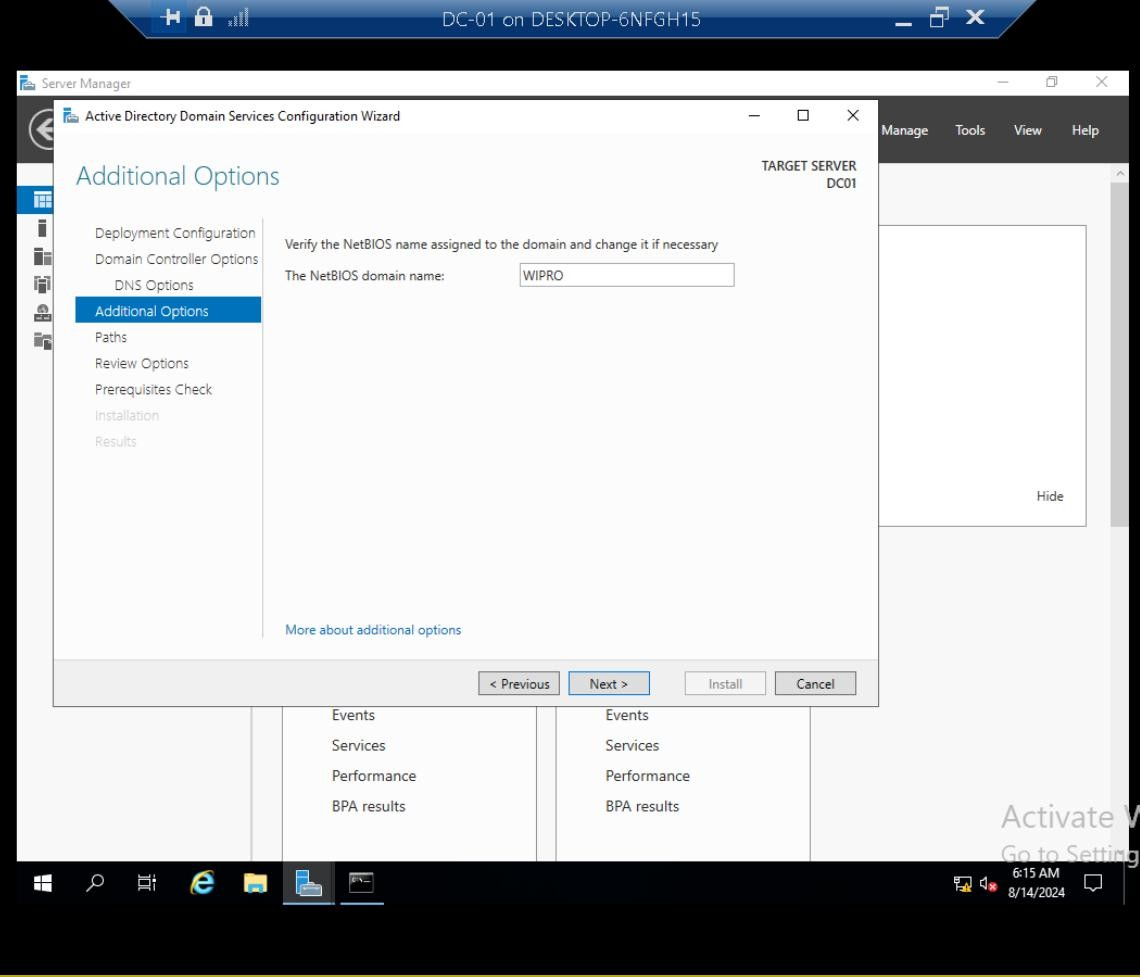 DC-01 on DESKTOP-6NFGH15
Server Manager
Active Directory Domain Services Configuration Wizard
Manage Tools View Help
Additional Options
TARGET SERVER
DC01
Deployment Configuration
Domain Controller Options
DNS Options
Additional Options
Paths
Review Options
Prerequisites Check
Installation
Results
Verify the NetBIOS name assigned to the domain and change it if necessary
The NetBIOS domain name: WIPRO
More about additional options
< Previous Next > Install Cancel
Hide
Events Events
Services Services
Performance Performance
BPA results BPA results
Activate W
Go to Setting
6:15 AM
8/14/2024